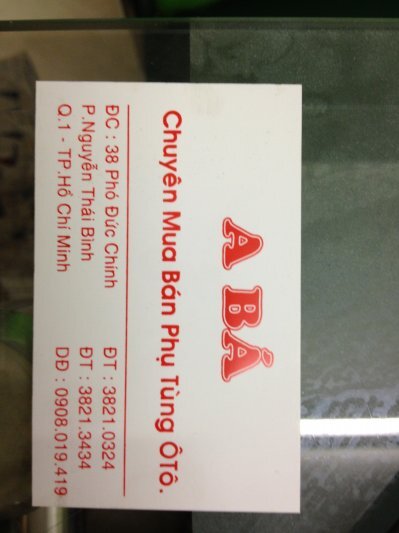 A BÁ
Chuyên Mua Bán Phụ Tùng ÔTô.
ĐC : 38 Phó Đức Chính ĐT : 3821.0324
P.Nguyễn Thái Bình ĐT : 3821.3434
Q.1 - TP.Hồ Chí Minh DĐ : 0908.019.419